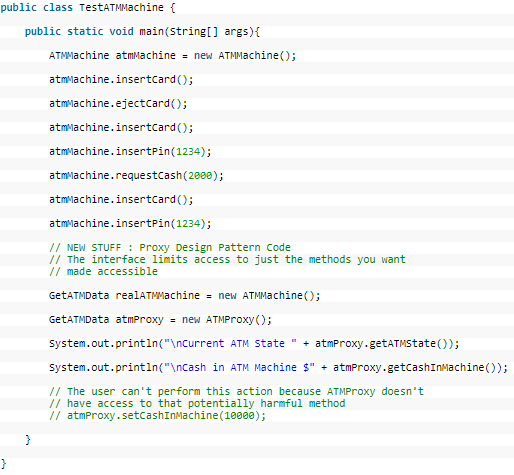 public class TestATMMachine {
public static void main(String[] args){
ATMMachine atmMachine = new ATMMachine();
atmMachine.insertCard();
atmMachine.ejectCard();
atmMachine.insertCard();
atmMachine.insertPin(1234);
atmMachine.requestCash(2000);
atmMachine.insertCard();
atmMachine.insertPin(1234);
// NEW STUFF : Proxy Design Pattern Code
// The interface limits access to just the methods you want
// made accessible
GetATMData realATMMachine = new ATMMachine();
GetATMData atmProxy = new ATMProxy();
System.out.println("\nCurrent ATM State " + atmProxy.getATMState());
System.out.println("\nCash in ATM Machine $" + atmProxy.getCashInMachine());
// The user can't perform this action because ATMProxy doesn't
// have access to that potentially harmful method
// atmProxy.setCashInMachine(10000);
}
}